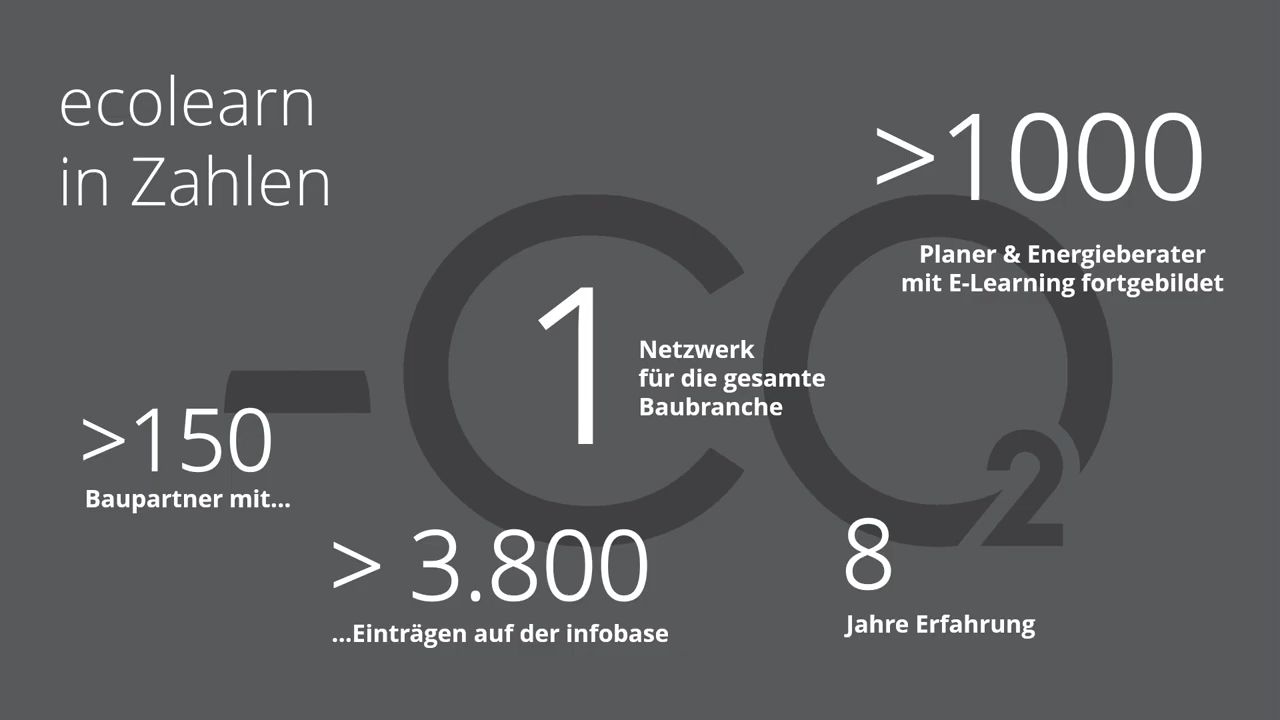 ecolearn
in Zahlen
>1000
Planer & Energieberater
mit E-Learning fortgebildet
1
Netzwerk
für die gesamte
Baubranche
>150
Baupartner mit...
> 3.800
...Einträgen auf der infobase
8
Jahre Erfahrung
-CO2